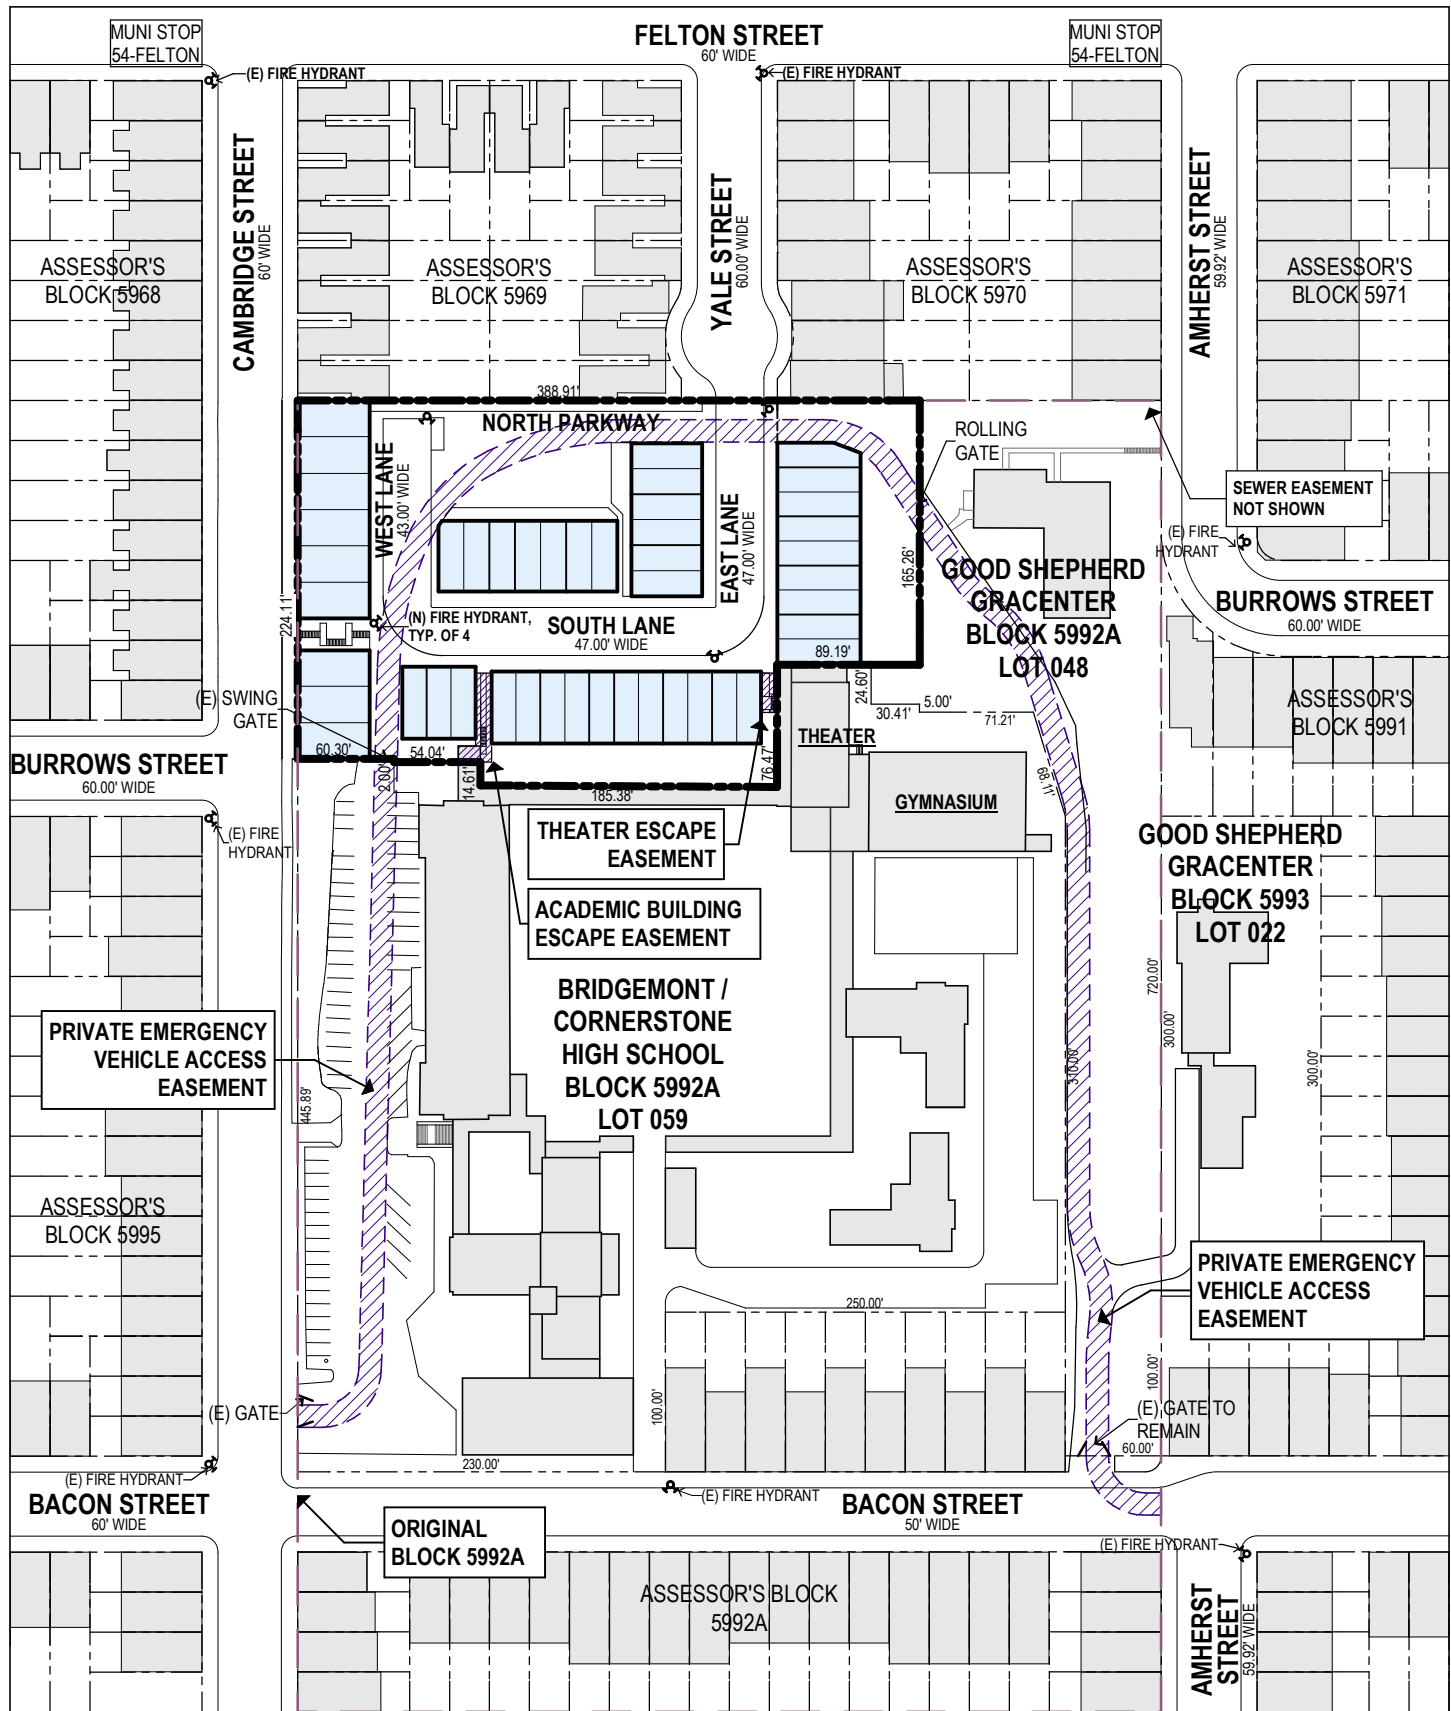 MUNI STOP
54-FELTON
FELTON STREET
60' WIDE
MUNI STOP
54-FELTON
(E) FIRE HYDRANT
(E) FIRE HYDRANT
CAMBRIDGE STREET
60' WIDE
YALE STREET
60.00' WIDE
AMHERST STREET
59.92' WIDE
ASSESSOR'S
BLOCK 5968
ASSESSOR'S
BLOCK 5969
ASSESSOR'S
BLOCK 5970
ASSESSOR'S
BLOCK 5971
388.91'
NORTH PARKWAY
ROLLING
GATE
WEST LANE
43.00' WIDE
EAST LANE
47.00' WIDE
165.26'
SEWER EASEMENT
NOT SHOWN
(E) FIRE
HYDRANT
GOOD SHEPHERD
GRACENTER
BLOCK 5992A
LOT 048
BURROWS STREET
60.00' WIDE
224.11'
(N) FIRE HYDRANT,
TYP. OF 4
SOUTH LANE
47.00' WIDE
89.19'
24.60'
30.41'
5.00'
71.21'
68.11'
(E) SWING
GATE
60.30'
2.00'
54.04'
14.61'
185.38'
76.47'
THEATER
GYMNASIUM
ASSESSOR'S
BLOCK 5991
BURROWS STREET
60.00' WIDE
(E) FIRE
HYDRANT
THEATER ESCAPE
EASEMENT
ACADEMIC BUILDING
ESCAPE EASEMENT
GOOD SHEPHERD
GRACENTER
BLOCK 5993
LOT 022
BRIDGEMONT /
CORNERSTONE
HIGH SCHOOL
BLOCK 5992A
LOT 059
720.00'
300.00'
300.00'
310.00'
PRIVATE EMERGENCY
VEHICLE ACCESS
EASEMENT
445.89'
ASSESSOR'S
BLOCK 5995
PRIVATE EMERGENCY
VEHICLE ACCESS
EASEMENT
250.00'
100.00'
100.00'
(E) GATE
(E) GATE TO
REMAIN
60.00'
230.00'
(E) FIRE HYDRANT
(E) FIRE HYDRANT
BACON STREET
60' WIDE
BACON STREET
50' WIDE
ORIGINAL
BLOCK 5992A
(E) FIRE HYDRANT
ASSESSOR'S BLOCK
5992A
AMHERST
STREET
59.92' WIDE